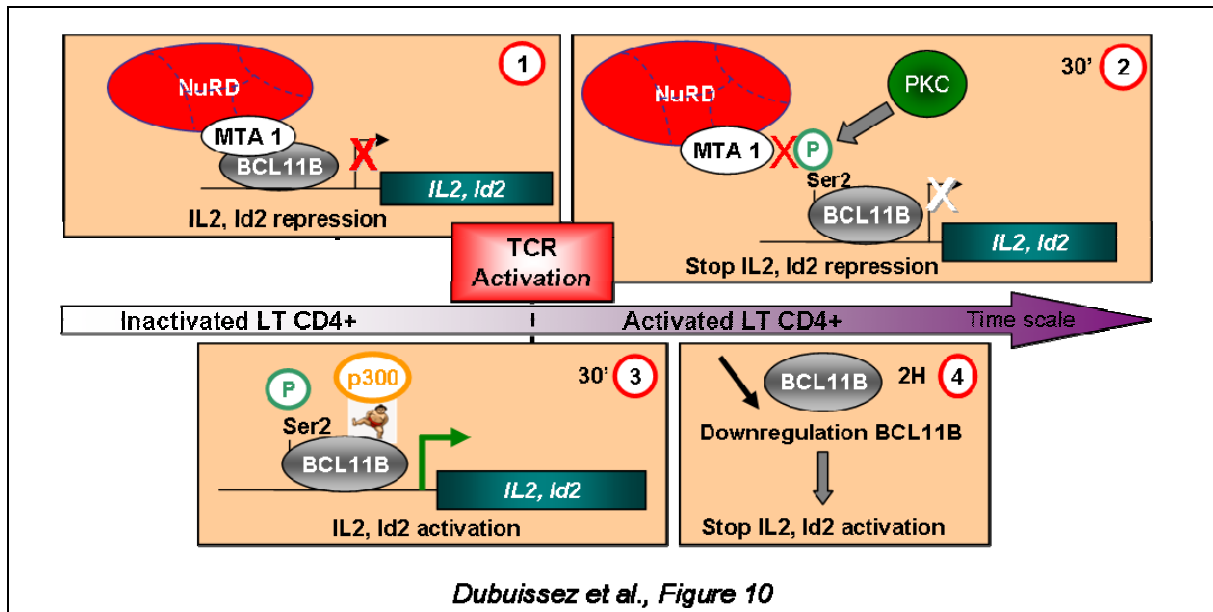 1
NuRD
MTA 1
BCL11B
X
IL2, Id2
IL2, Id2 repression
30' 2
PKC
NuRD
MTA 1 X P
Ser2
BCL11B
X
IL2, Id2
Stop IL2, Id2 repression
TCR
Activation
Inactivated LT CD4+ Activated LT CD4+ Time scale
30' 3
P p300
Ser2
BCL11B
IL2, Id2
IL2, Id2 activation
BCL11B 2H 4
Downregulation BCL11B
Stop IL2, Id2 activation
Dubuissez et al., Figure 10